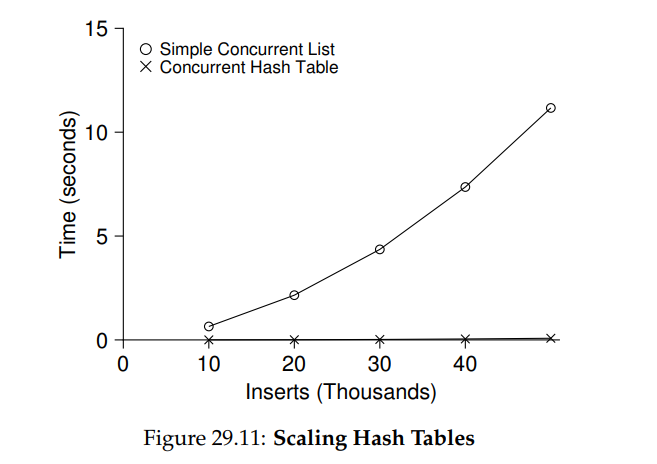 15
Simple Concurrent List
Concurrent Hash Table
10
Time (seconds)
5
0
0 10 20 30 40
Inserts (Thousands)
Figure 29.11: Scaling Hash Tables